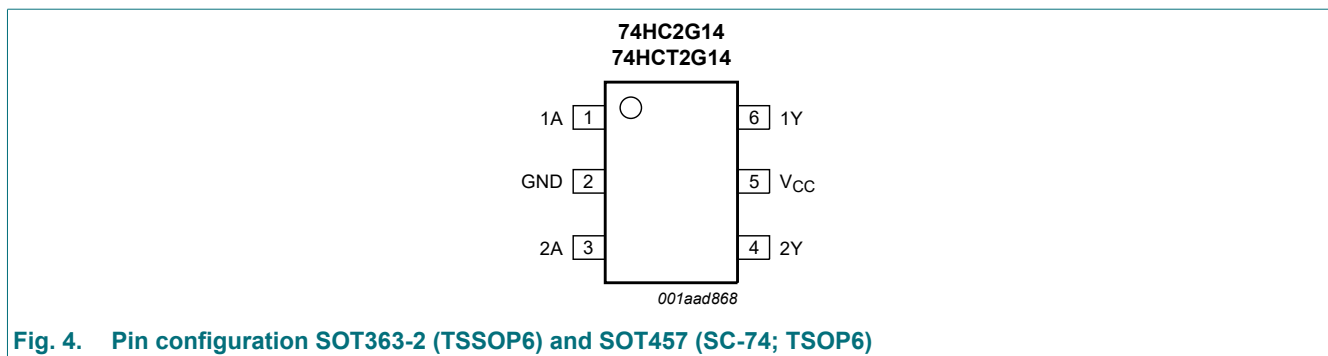 74HC2G14
74HCT2G14
1A 1 6 1Y
GND 2 5 VCC
2A 3 4 2Y
001aad868
Fig. 4. Pin configuration SOT363-2 (TSSOP6) and SOT457 (SC-74; TSOP6)